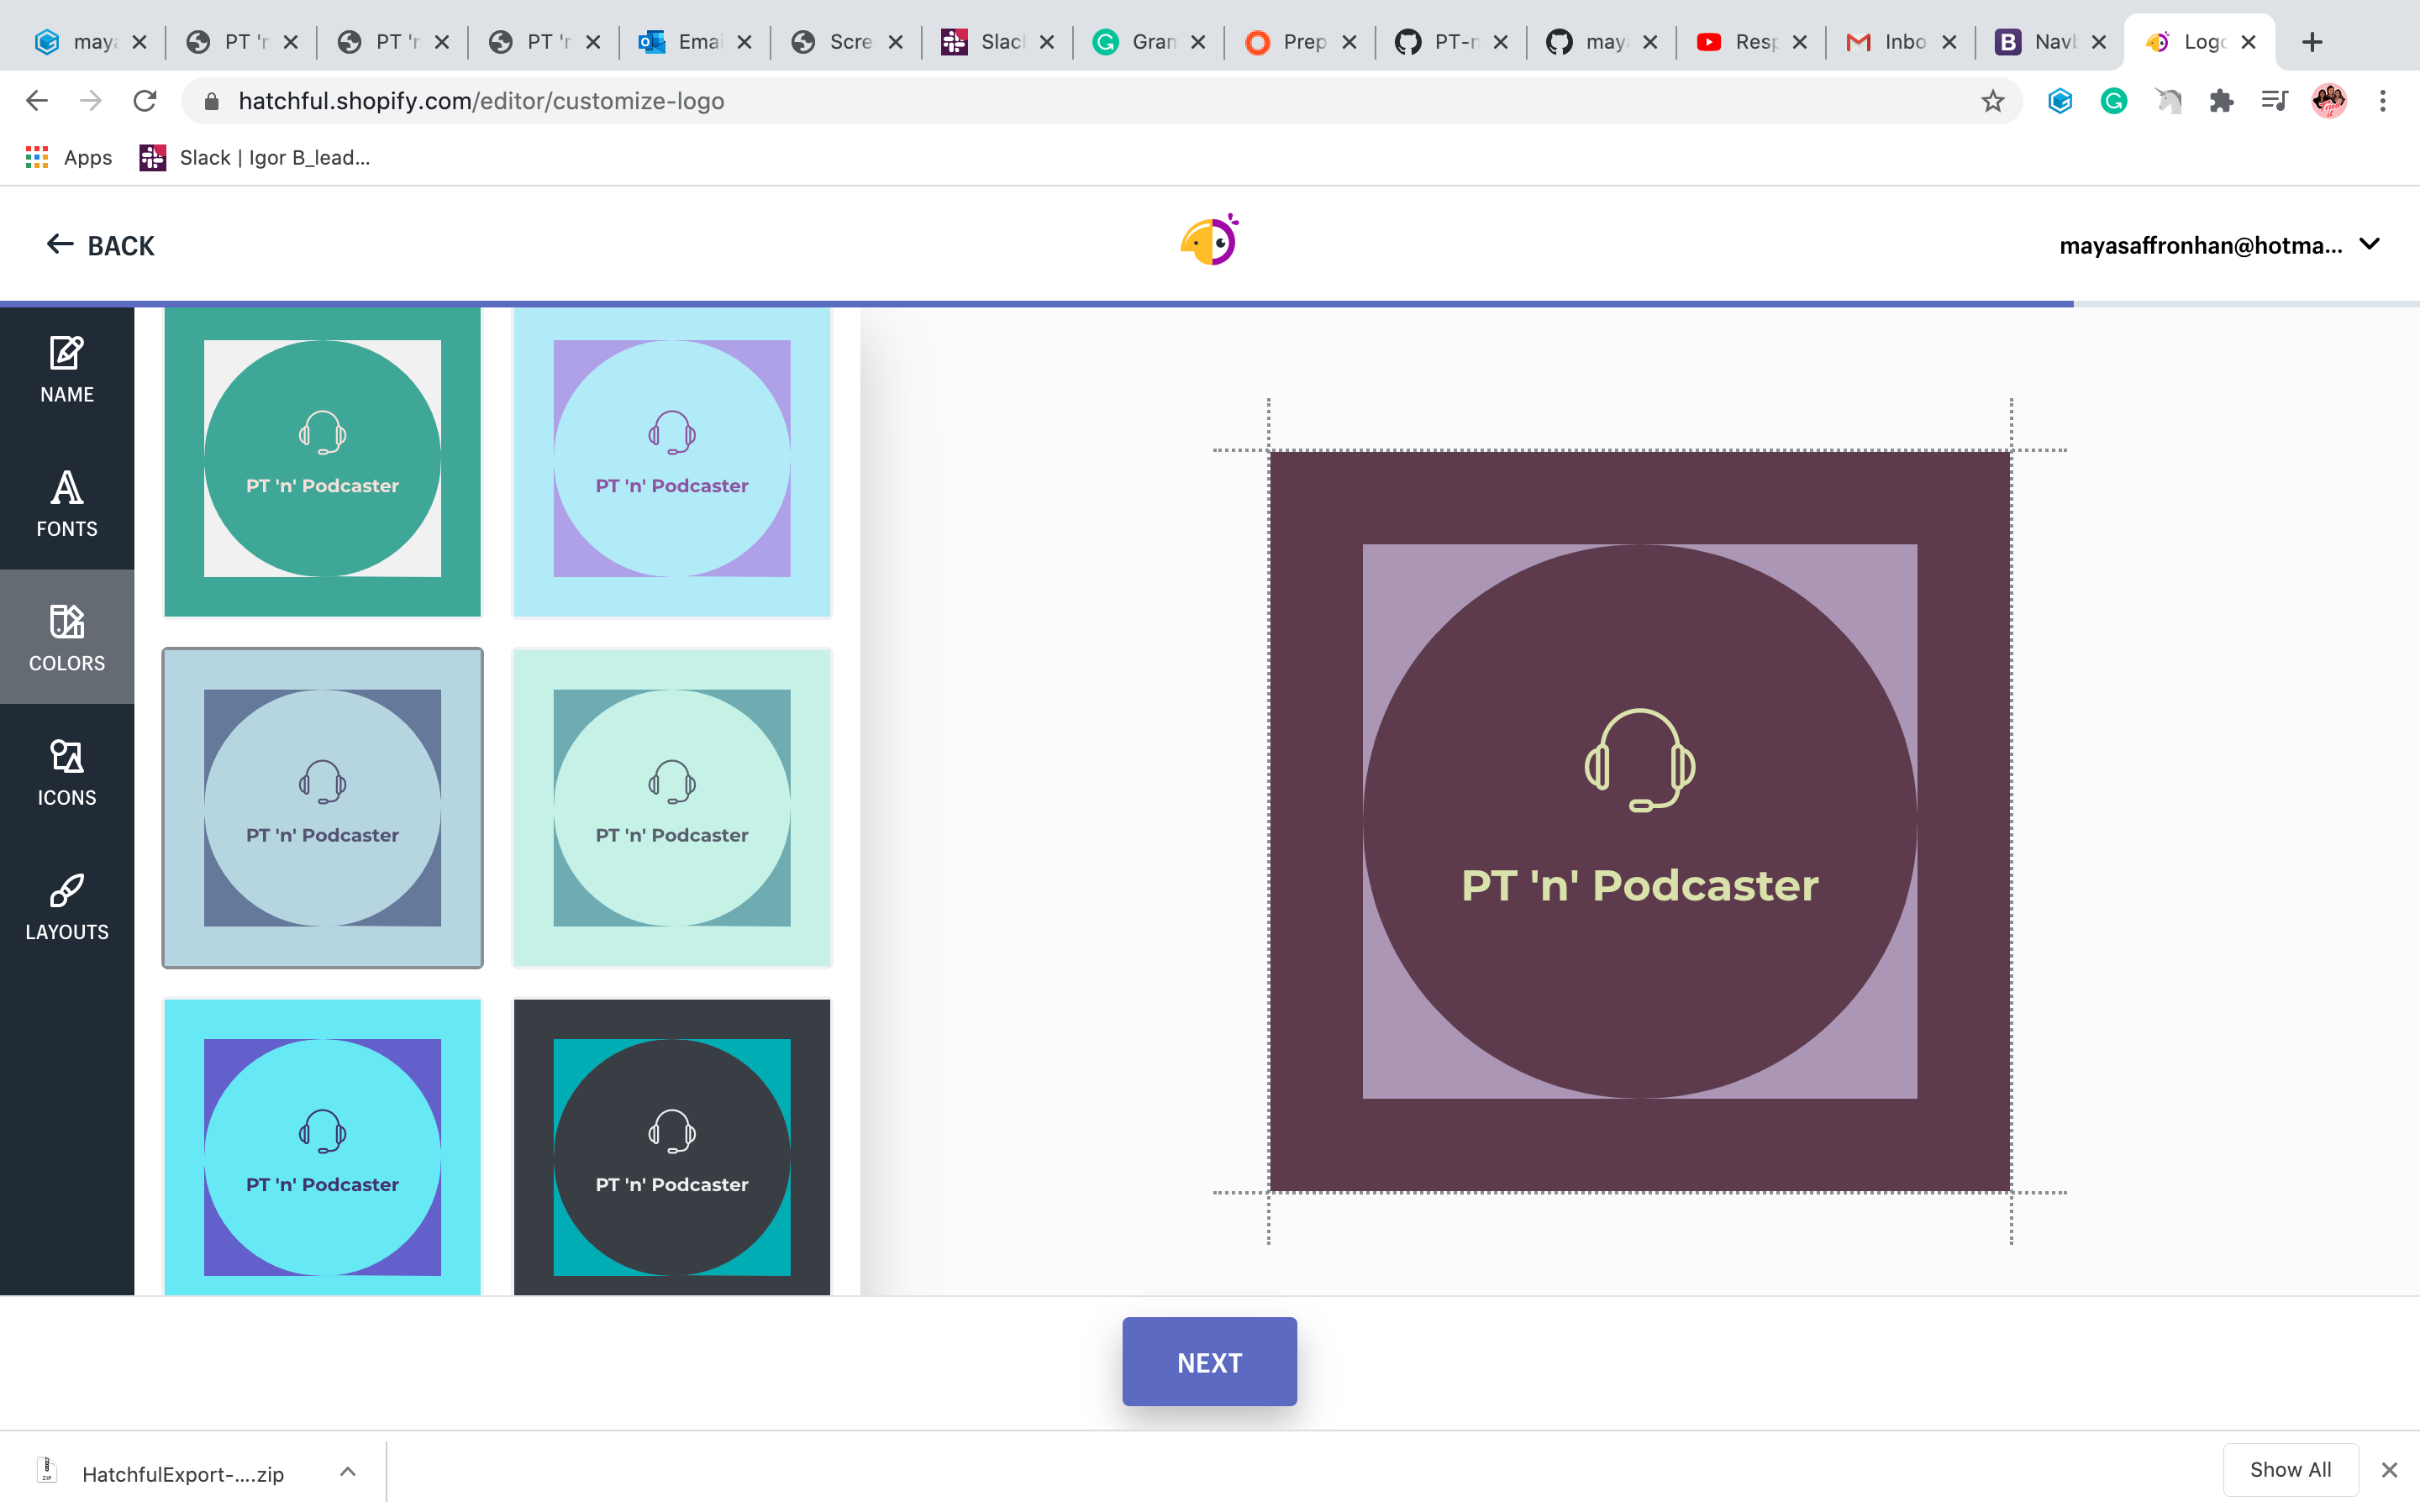 may
PT 'n
PT 'r
PT 'r
Emai
Scre
Slacl
Gran
Prep
PT-n
may
Resp
Inbo
Navb
Logo
hatchful.shopify.com/editor/customize-logo
Apps
Slack | Igor B_lead...
BACK
mayasaffronhan@hotma...
NAME
FONTS
COLORS
ICONS
LAYOUTS
PT 'n' Podcaster
PT 'n' Podcaster
PT 'n' Podcaster
PT 'n' Podcaster
PT 'n' Podcaster
PT 'n' Podcaster
PT 'n' Podcaster
NEXT
ZIP
HatchfulExport-....zip
Show All